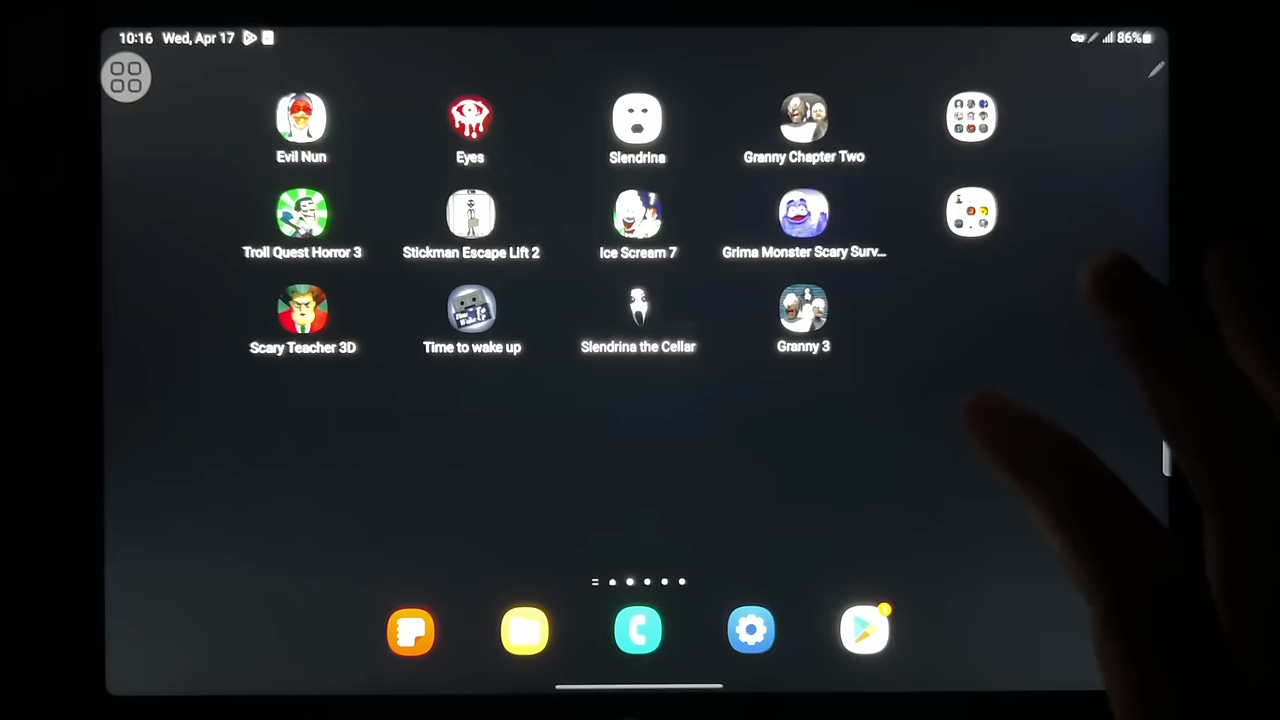 10:16 Wed, Apr 17 86%
Evil Nun
Eyes
Slendrina
Granny Chapter Two
Troll Quest Horror 3
Stickman Escape Lift 2
Ice Scream 7
Grima Monster Scary Surv...
Scary Teacher 3D
Time to wake up
Slendrina the Cellar
Granny 3